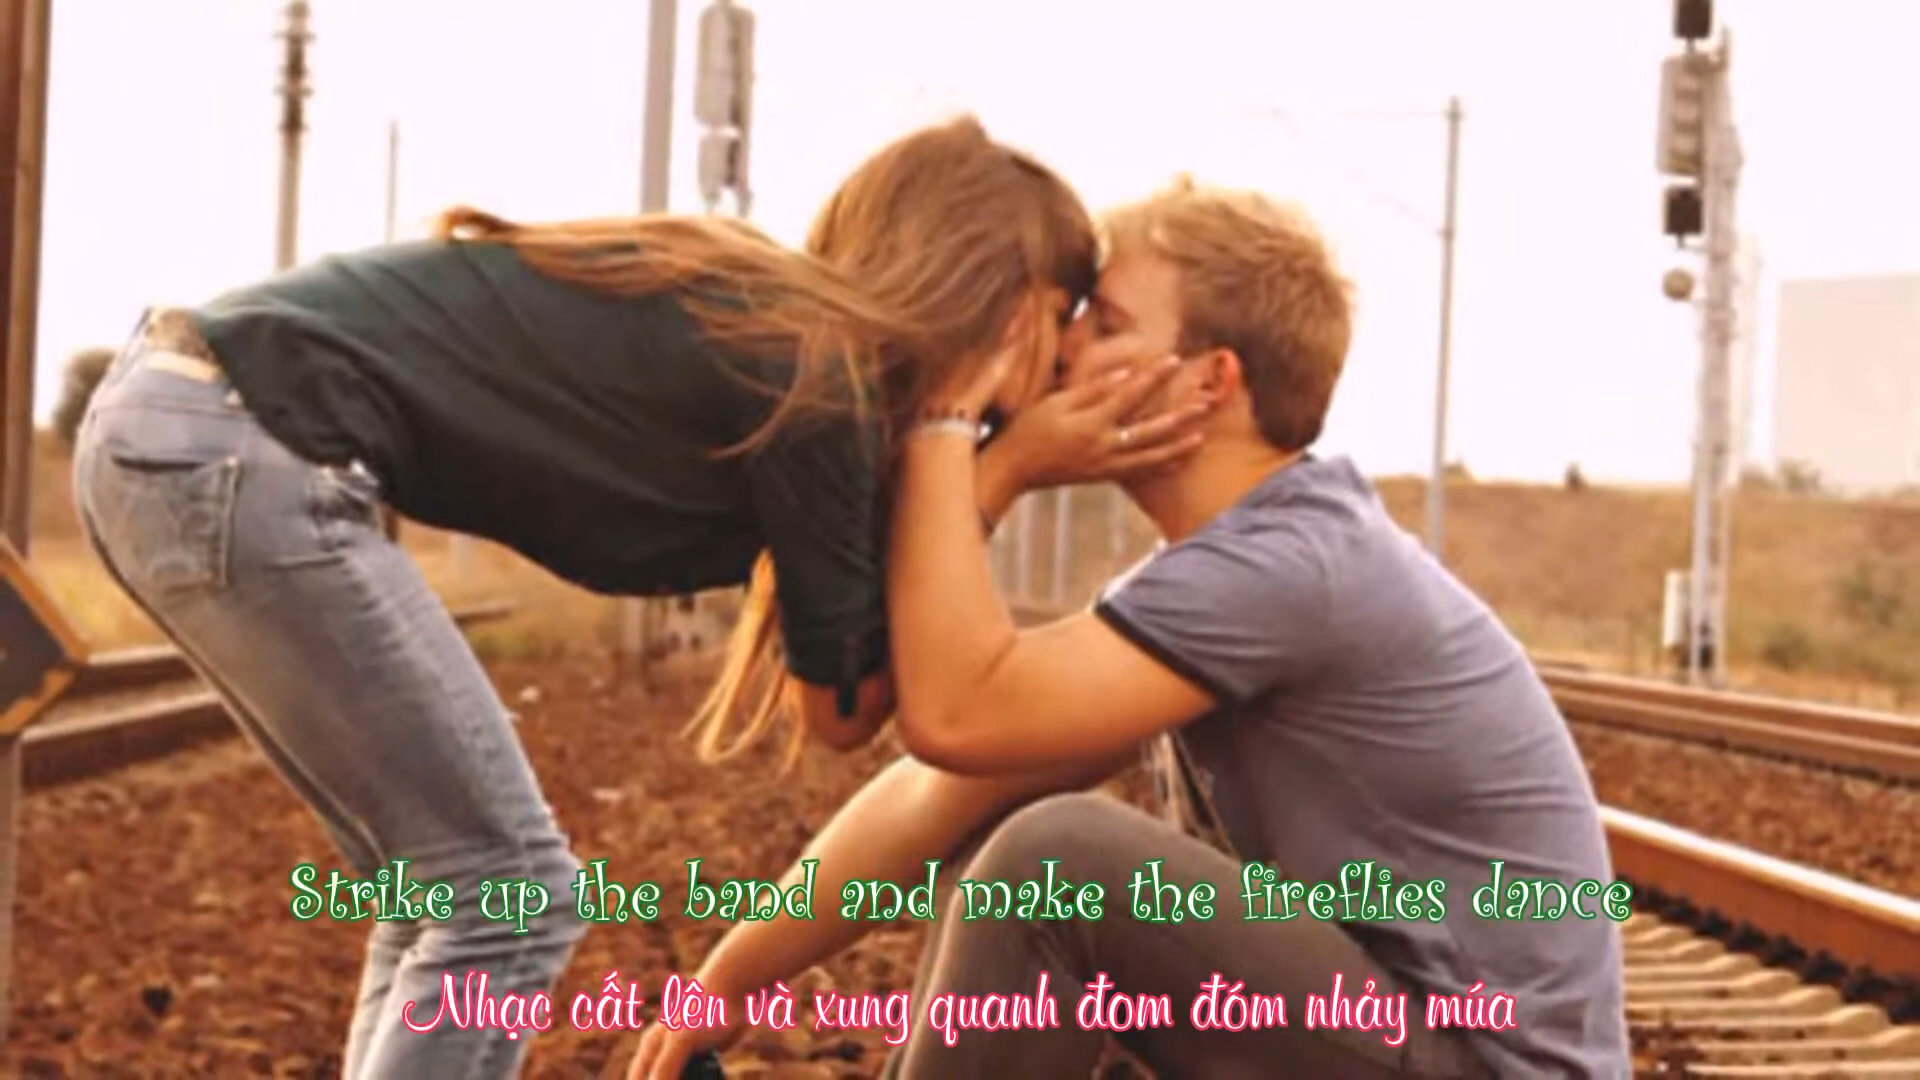 Strike up the band and make the fireflies dance
Nhạc cất lên và xung quanh đom đóm nhảy múa